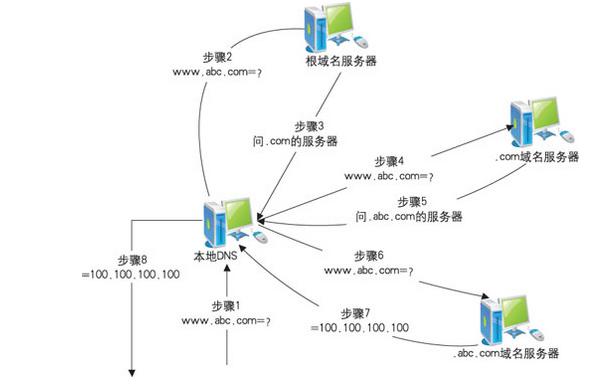 步骤2
www.abc.com=?
根域名服务器
步骤3
问.com的服务器
步骤4
www.abc.com=?
.com域名服务器
步骤5
问.abc.com的服务器
本地DNS
步骤8
=100.100.100.100
步骤6
www.abc.com=?
步骤1
www.abc.com=?
步骤7
=100.100.100.100
.abc.com域名服务器